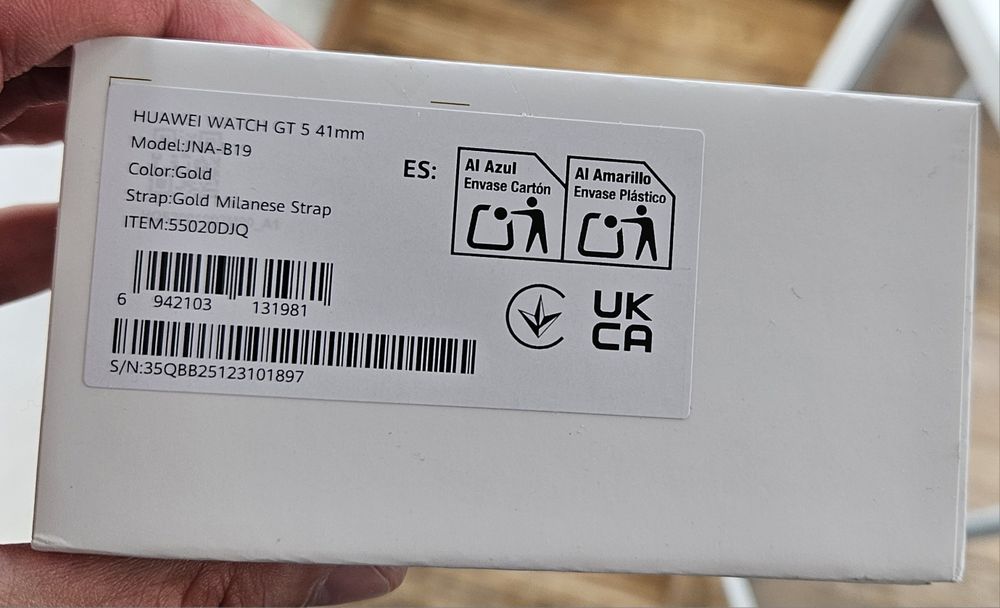 HUAWEI WATCH GT 5 41mm
Model:JNA-B19
Color:Gold
Strap:Gold Milanese Strap
ITEM:55020DJQ
6 942103 131981
S/N:35QBB25123101897
ES:
Al Azul
Envase Cartón
Al Amarillo
Envase Plástico
UK
CA